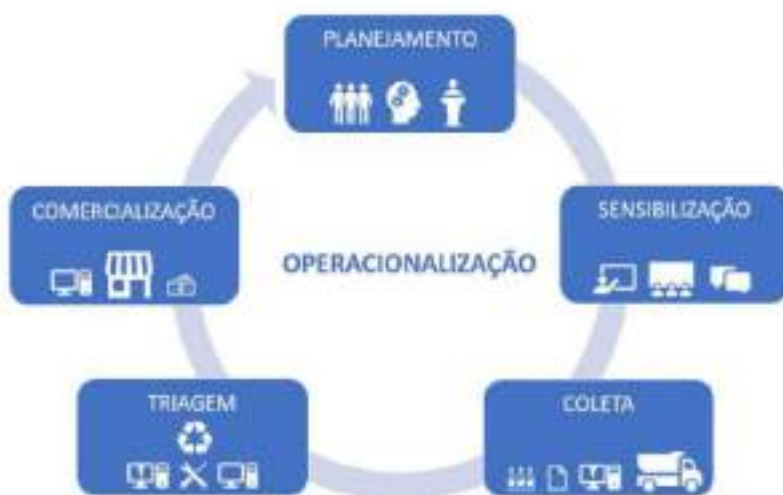 PLANEJAMENTO
COMERCIALIZAÇÃO
SENSIBILIZAÇÃO
OPERACIONALIZAÇÃO
TRIAGEM
COLETA